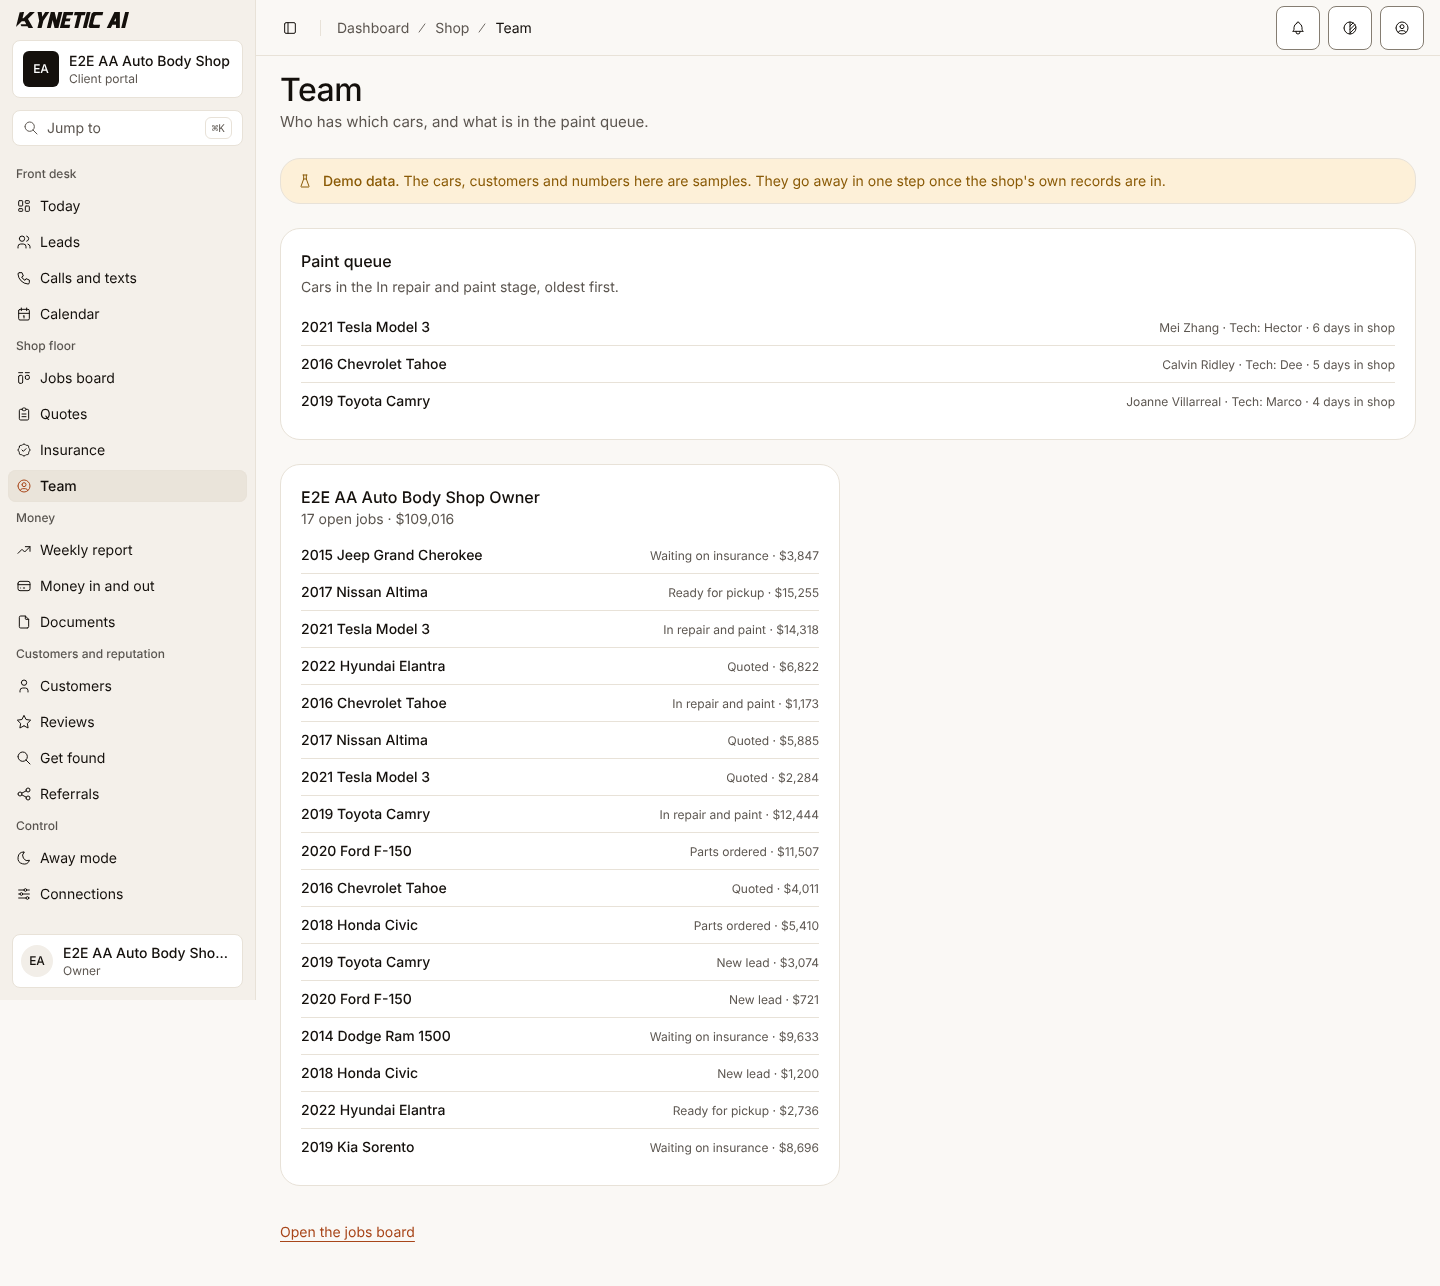 KYNETIC AI
EA
E2E AA Auto Body Shop
Client portal
Jump to
⌘K
Front desk
Today
Leads
Calls and texts
Calendar
Shop floor
Jobs board
Quotes
Insurance
Team
Money
Weekly report
Money in and out
Documents
Customers and reputation
Customers
Reviews
Get found
Referrals
Control
Away mode
Connections
EA
E2E AA Auto Body Sho...
Owner
Dashboard / Shop / Team
Team
Who has which cars, and what is in the paint queue.
Demo data. The cars, customers and numbers here are samples. They go away in one step once the shop's own records are in.
Paint queue
Cars in the In repair and paint stage, oldest first.
2021 Tesla Model 3 Mei Zhang · Tech: Hector · 6 days in shop
2016 Chevrolet Tahoe Calvin Ridley · Tech: Dee · 5 days in shop
2019 Toyota Camry Joanne Villarreal · Tech: Marco · 4 days in shop
E2E AA Auto Body Shop Owner
17 open jobs · $109,016
2015 Jeep Grand Cherokee Waiting on insurance · $3,847
2017 Nissan Altima Ready for pickup · $15,255
2021 Tesla Model 3 In repair and paint · $14,318
2022 Hyundai Elantra Quoted · $6,822
2016 Chevrolet Tahoe In repair and paint · $1,173
2017 Nissan Altima Quoted · $5,885
2021 Tesla Model 3 Quoted · $2,284
2019 Toyota Camry In repair and paint · $12,444
2020 Ford F-150 Parts ordered · $11,507
2016 Chevrolet Tahoe Quoted · $4,011
2018 Honda Civic Parts ordered · $5,410
2019 Toyota Camry New lead · $3,074
2020 Ford F-150 New lead · $721
2014 Dodge Ram 1500 Waiting on insurance · $9,633
2018 Honda Civic New lead · $1,200
2022 Hyundai Elantra Ready for pickup · $2,736
2019 Kia Sorento Waiting on insurance · $8,696
Open the jobs board